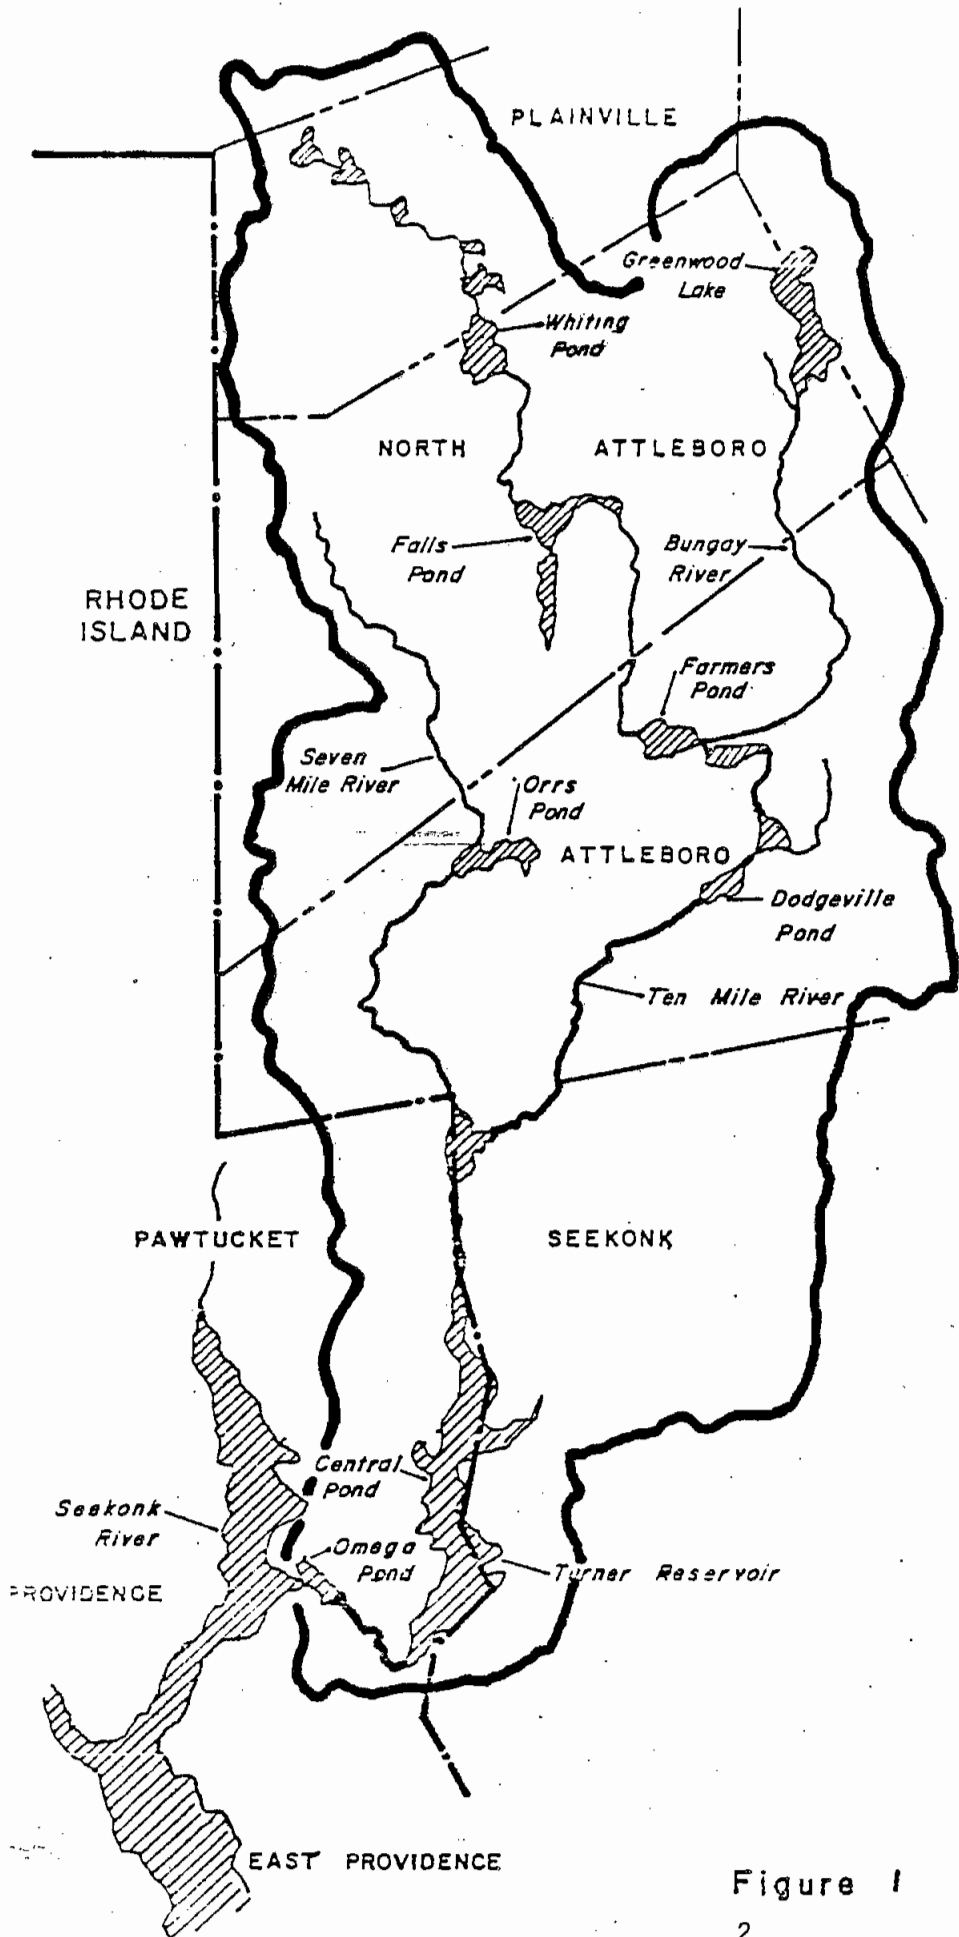 PLAINVILLE
Greenwood
Lake
Whiting
Pond
NORTH ATTLEBORO
Falls
Pond
Bungay
River
RHODE
ISLAND
Farmers
Pond
Seven
Mile River
Orrs
Pond
ATTLEBORO
Dodgeville
Pond
Ten Mile River
PAWTUCKET
SEEKONK
Central
Pond
Seekonk
River
Omega
Pond
Turner Reservoir
PROVIDENCE
EAST PROVIDENCE
Figure 1
2